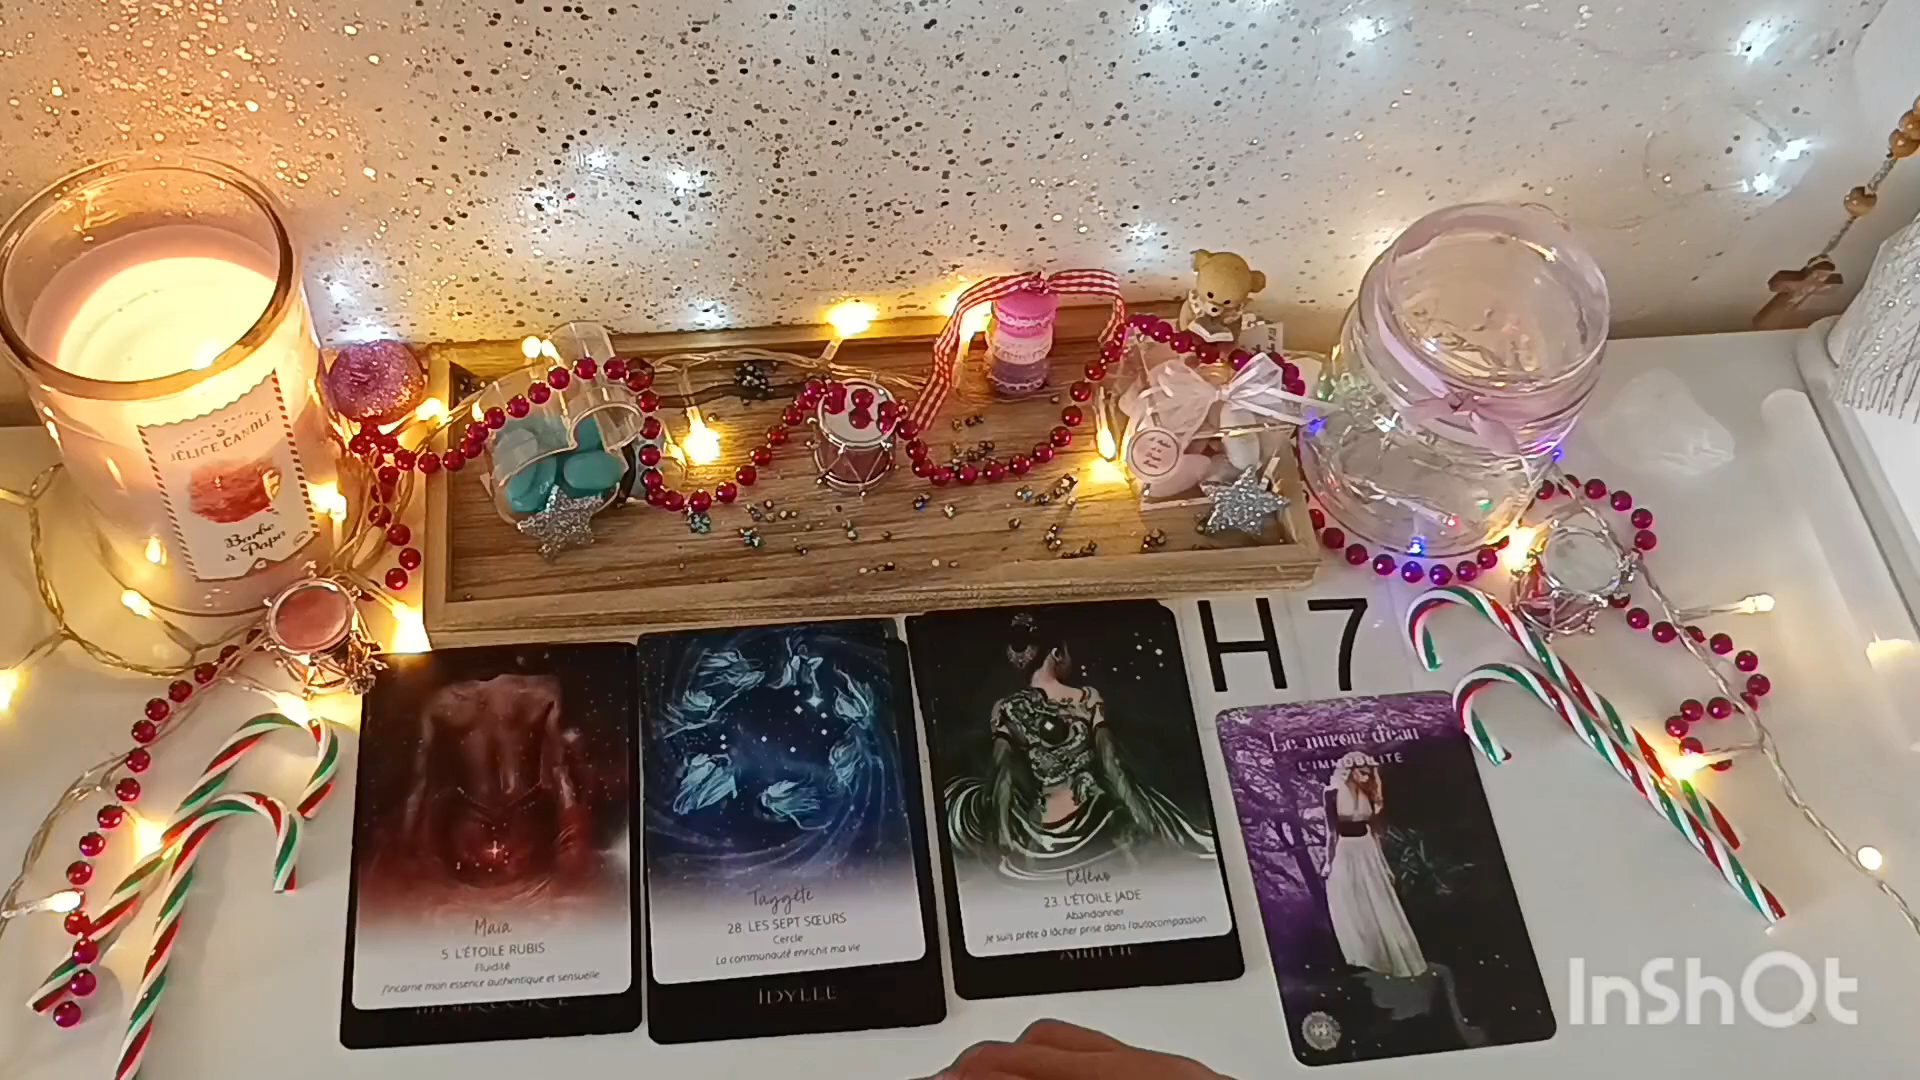 DÉLICE CANDLE
Barbe
à Papa
H7
Maïa
5. L'ÉTOILE RUBIS
Fluidité
J'incarne mon essence authentique et sensuelle
Taygète
28. LES SEPT SŒURS
Cercle
La communauté enrichit ma vie
IDYLLE
Céléno
23. L'ÉTOILE JADE
Abandonner
Je suis prête à lâcher prise dans l'autocompassion
Le miroir d'eau
L'IMMOBILITÉ
InShOt